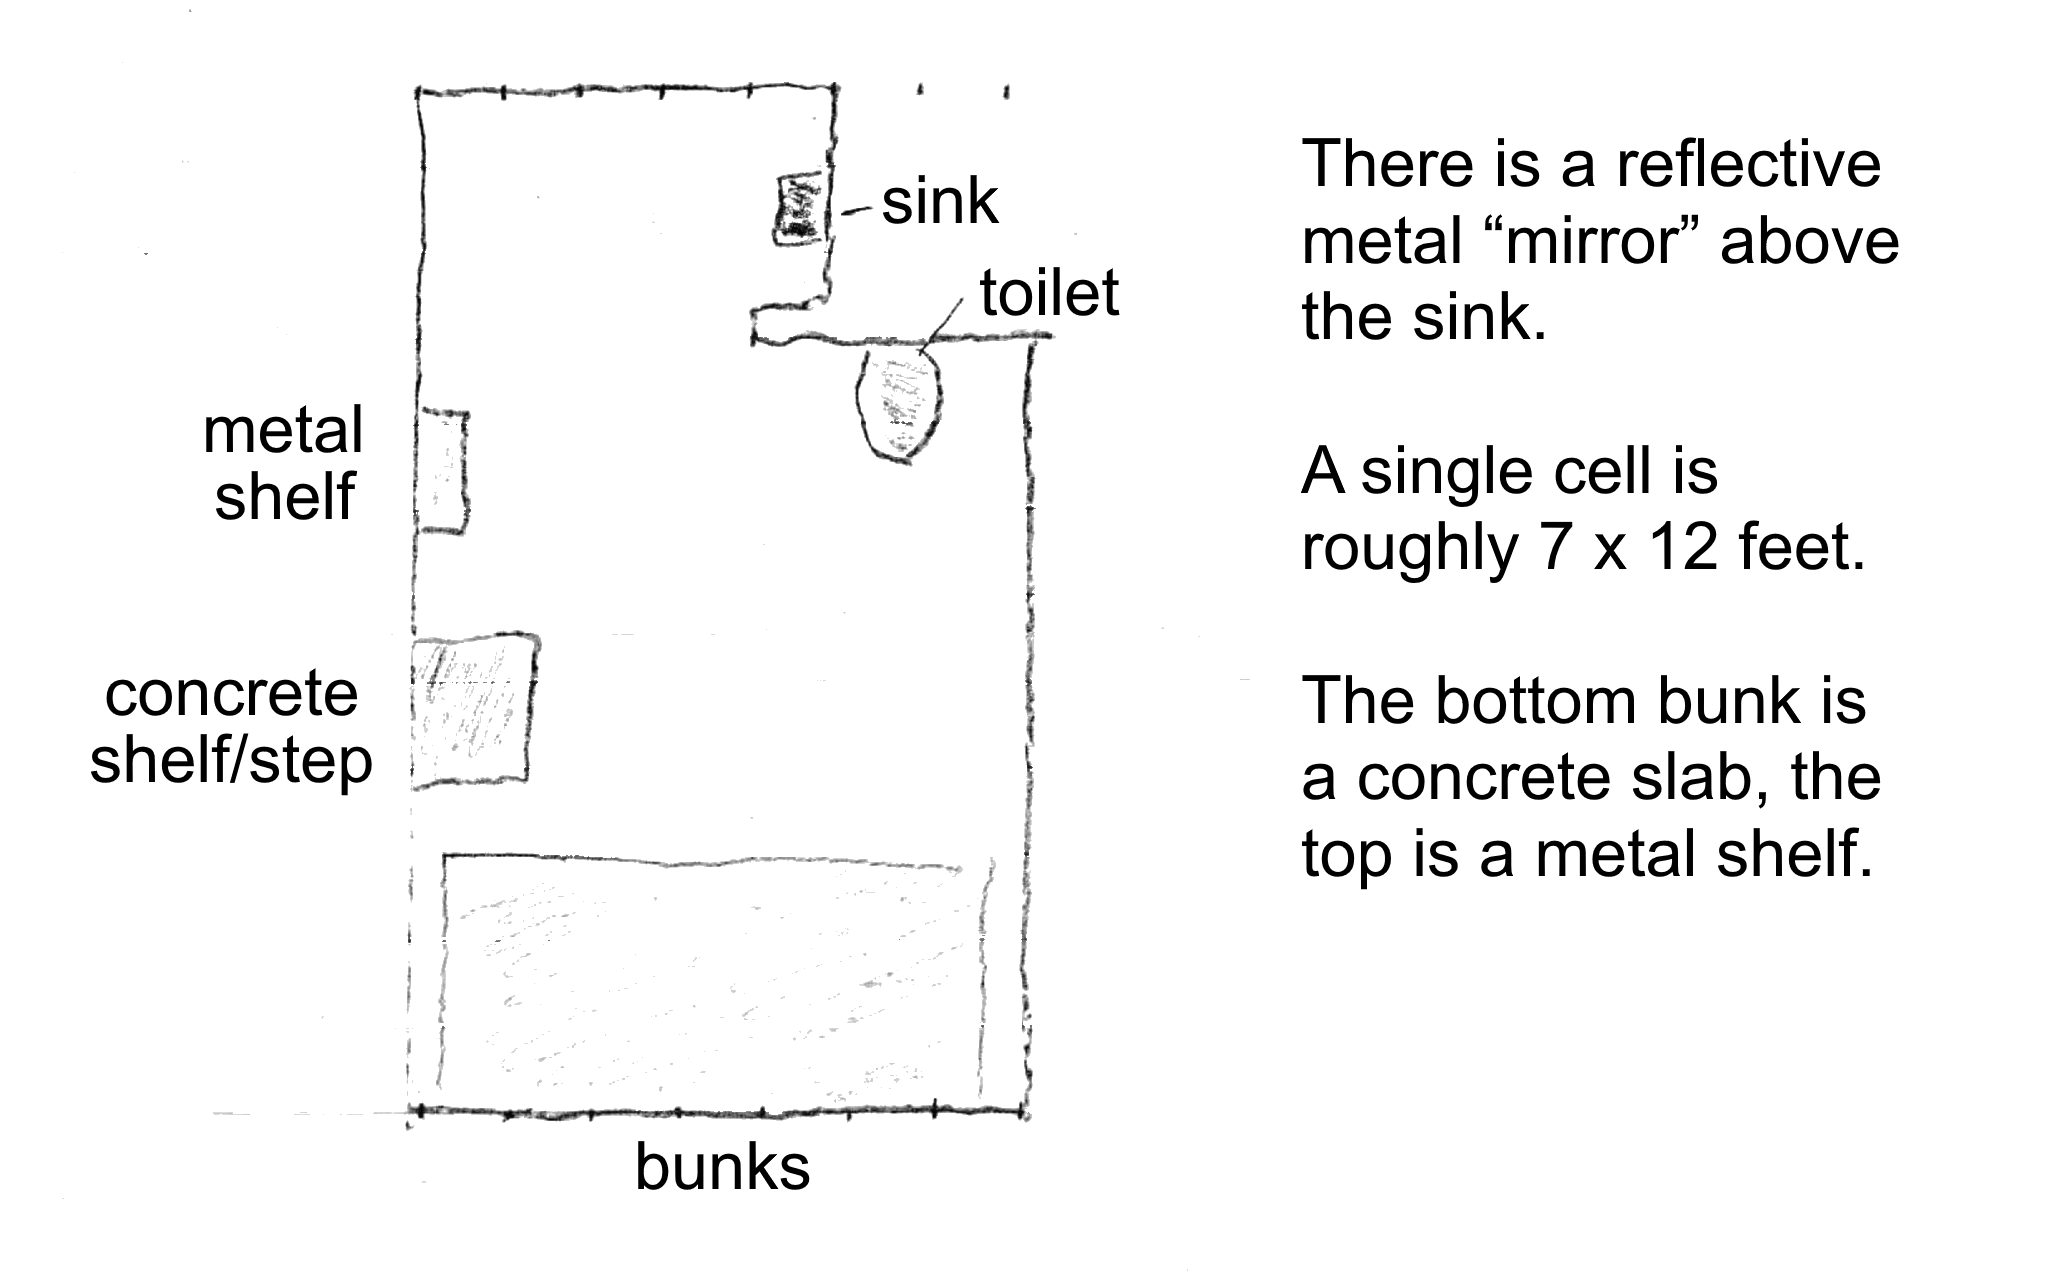 sink
toilet
metal
shelf
concrete
shelf/step
bunks
There is a reflective
metal “mirror” above
the sink.
A single cell is
roughly 7 x 12 feet.
The bottom bunk is
a concrete slab, the
top is a metal shelf.